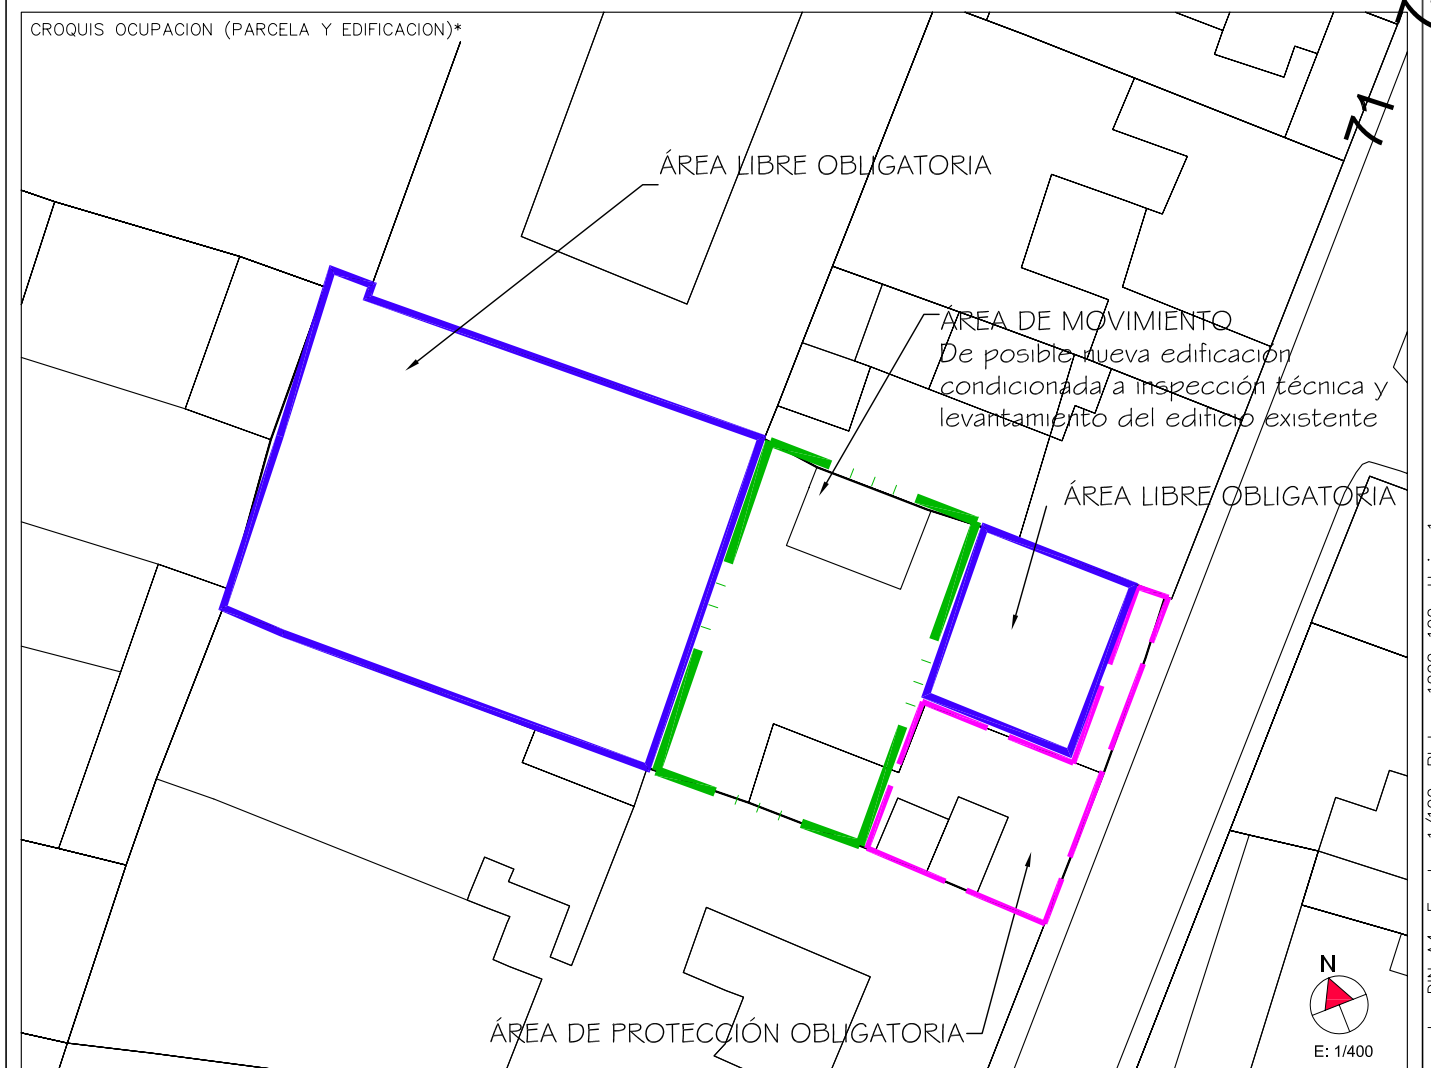 CROQUIS OCUPACION (PARCELA Y EDIFICACION)*
71
ÁREA LIBRE OBLIGATORIA
ÁREA DE MOVIMIENTO
De posible nueva edificación
condicionada a inspección técnica y
levantamiento del edificio existente
ÁREA LIBRE OBLIGATORIA
ÁREA DE PROTECCIÓN OBLIGATORIA
N
E: 1/400